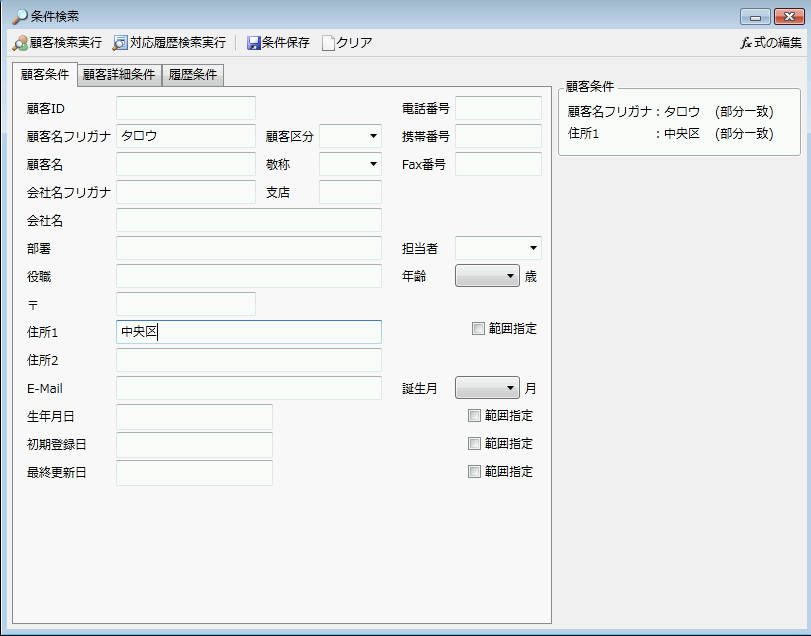 条件検索
顧客検索実行 対応履歴検索実行 条件保存 クリア fx式の編集
顧客条件 顧客詳細条件 履歴条件
顧客ID 電話番号
顧客名フリガナ タロウ 顧客区分 携帯番号
顧客名 敬称 Fax番号
会社名フリガナ 支店
会社名
部署 担当者
役職 年齢 歳
〒
住所1 中央区 範囲指定
住所2
E-Mail 誕生月 月
生年月日 範囲指定
初期登録日 範囲指定
最終更新日 範囲指定
顧客条件
顧客名フリガナ：タロウ (部分一致)
住所1 ：中央区 (部分一致)